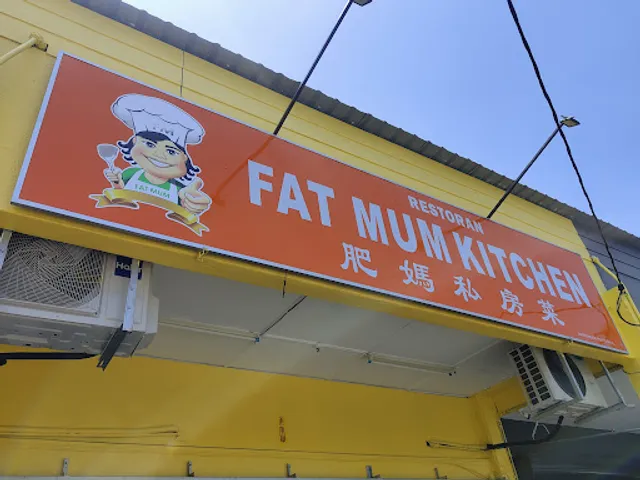 RESTORAN
FAT MUM KITCHEN
肥媽私房菜
FAT MUM